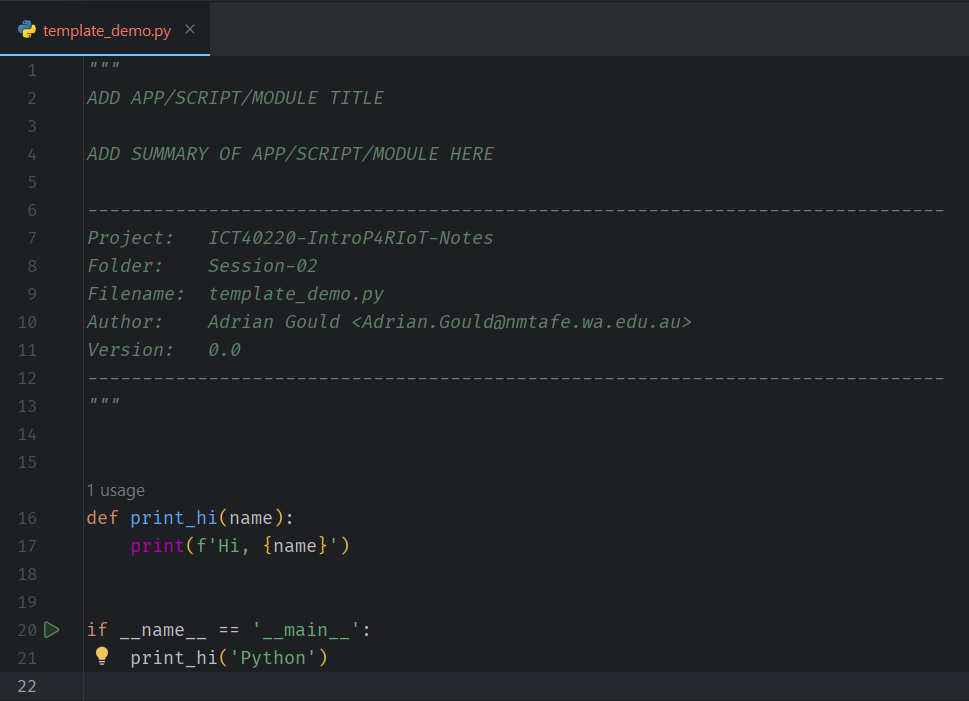 template_demo.py ×
1 """
2 ADD APP/SCRIPT/MODULE TITLE
3
4 ADD SUMMARY OF APP/SCRIPT/MODULE HERE
5
6 ------------------------------------------------------------------------------
7 Project:   ICT40220-IntroP4RIoT-Notes
8 Folder:    Session-02
9 Filename:  template_demo.py
10 Author:    Adrian Gould <Adrian.Gould@nmtafe.wa.edu.au>
11 Version:   0.0
12 ------------------------------------------------------------------------------
13 """
14
15
1 usage
16 def print_hi(name):
17     print(f'Hi, {name}')
18
19
20 if __name__ == '__main__':
21     print_hi('Python')
22